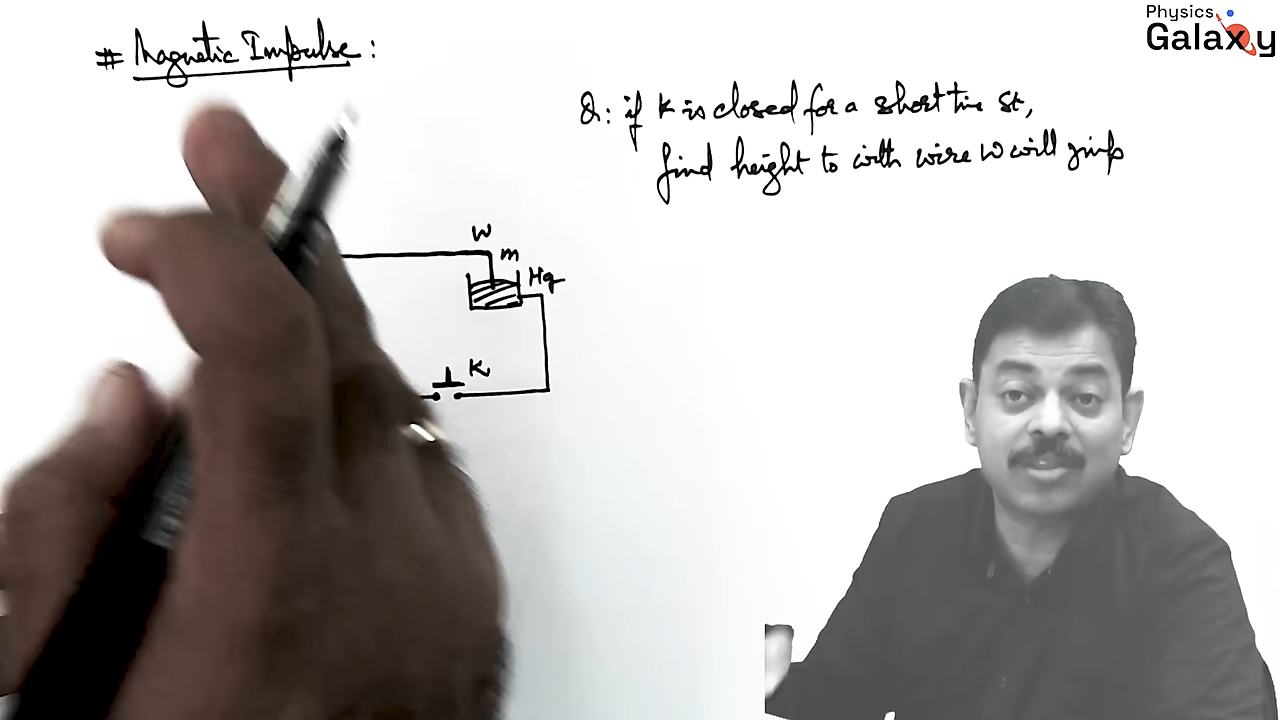 Physics
Galaxy
# Magnetic Impulse :
Q: if K is closed for a short time δt,
find height to with wire W will jump
W
m
Hg
K